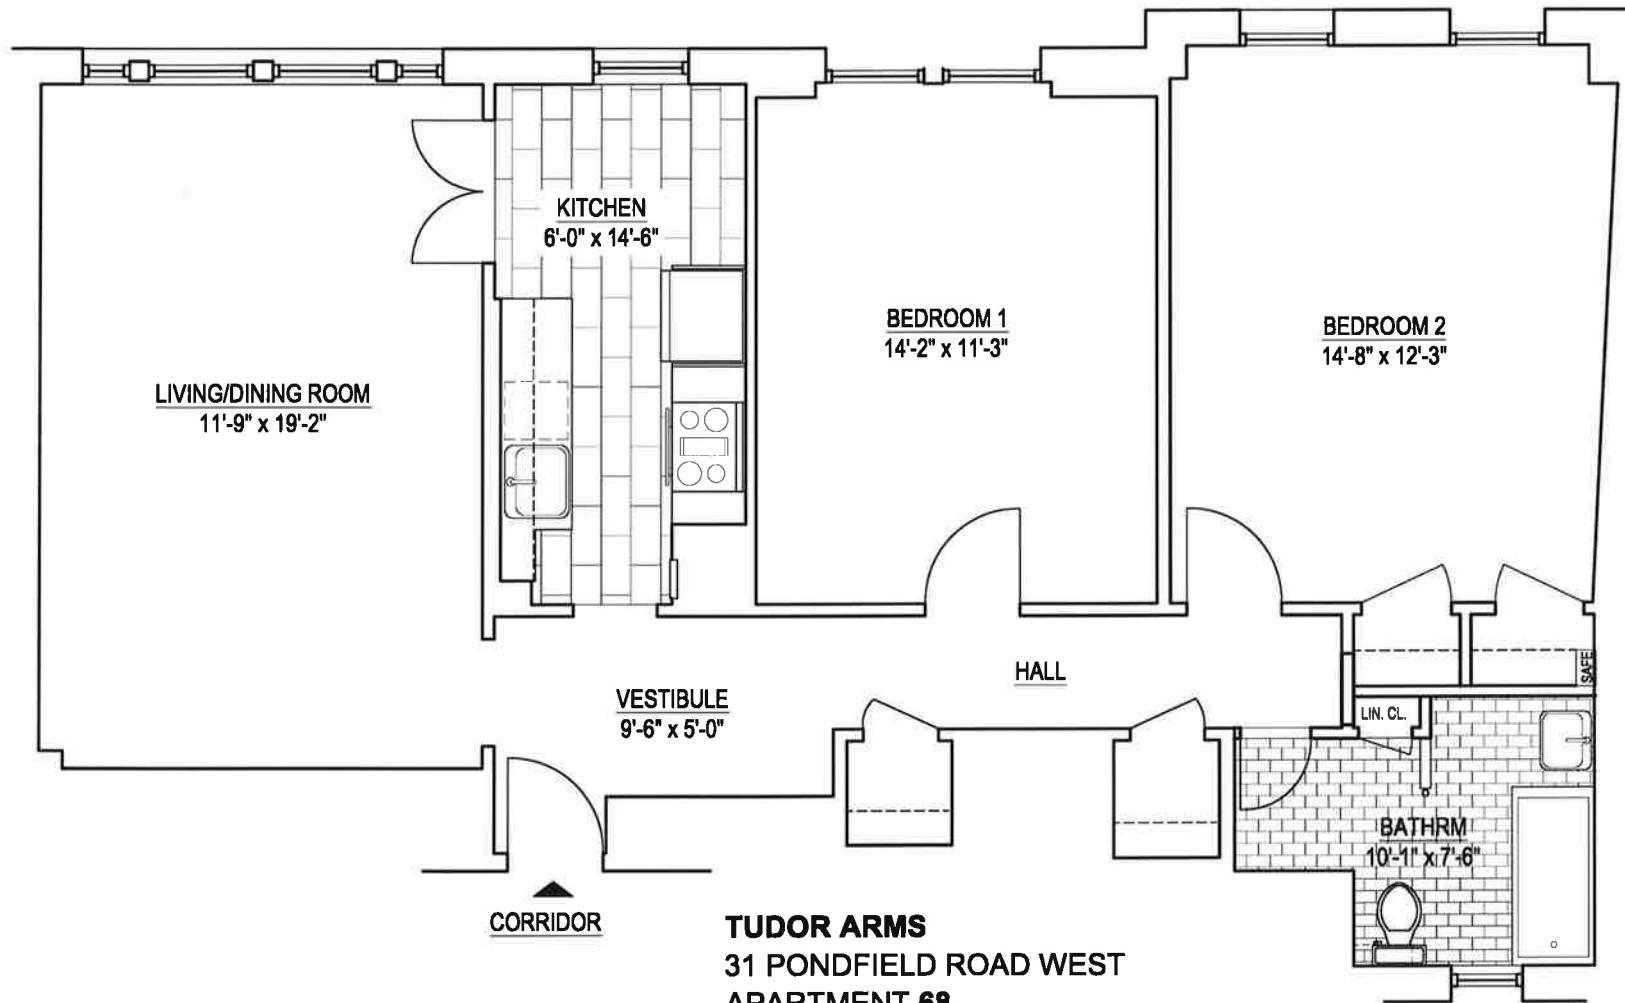 KITCHEN
6'-0" x 14'-6"
BEDROOM 1
14'-2" x 11'-3"
BEDROOM 2
14'-8" x 12'-3"
LIVING/DINING ROOM
11'-9" x 19'-2"
HALL
SAFE
VESTIBULE
9'-6" x 5'-0"
LIN. CL.
BATHRM
10'-1" x 7'-6"
CORRIDOR
TUDOR ARMS
31 PONDFIELD ROAD WEST
APARTMENT 68